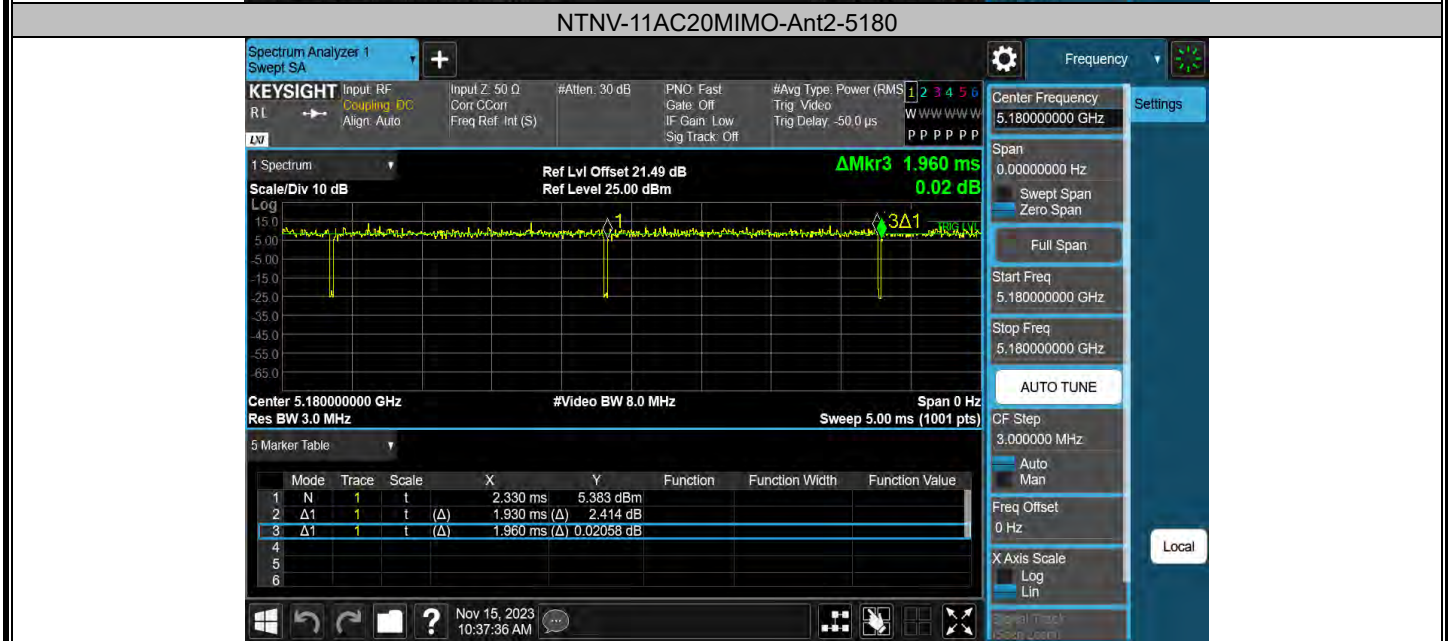 NTNV-11AC20MIMO-Ant2-5180
Spectrum Analyzer 1
Swept SA
Frequency
KEYSIGHT
RL
LXI
Input: RF
Coupling: DC
Align: Auto
Input Z: 50 Ω
Corr CCorr
Freq Ref: Int (S)
#Atten: 30 dB
PNO: Fast
Gate: Off
IF Gain: Low
Sig Track: Off
#Avg Type: Power (RMS
Trig: Video
Trig Delay: -50.0 µs
1 2 3 4 5 6
W W W W W W
P P P P P P
1 Spectrum
Scale/Div 10 dB
Ref Lvl Offset 21.49 dB
Ref Level 25.00 dBm
ΔMkr3 1.960 ms
0.02 dB
Log
15.0
5.00
-5.00
-15.0
-25.0
-35.0
-45.0
-55.0
-65.0
1
3Δ1
TRIG LVL
Center 5.180000000 GHz
#Video BW 8.0 MHz
Span 0 Hz
Res BW 3.0 MHz
Sweep 5.00 ms (1001 pts)
5 Marker Table
Mode Trace Scale X Y Function Function Width Function Value
1 N 1 t 2.330 ms 5.383 dBm
2 Δ1 1 t (Δ) 1.930 ms (Δ) 2.414 dB
3 Δ1 1 t (Δ) 1.960 ms (Δ) 0.02058 dB
4
5
6
Nov 15, 2023
10:37:36 AM
Center Frequency
5.180000000 GHz
Settings
Span
0.00000000 Hz
Swept Span
Zero Span
Full Span
Start Freq
5.180000000 GHz
Stop Freq
5.180000000 GHz
AUTO TUNE
CF Step
3.000000 MHz
Auto
Man
Freq Offset
0 Hz
X Axis Scale
Log
Lin
Local
Signal Track
(Span Zoom)